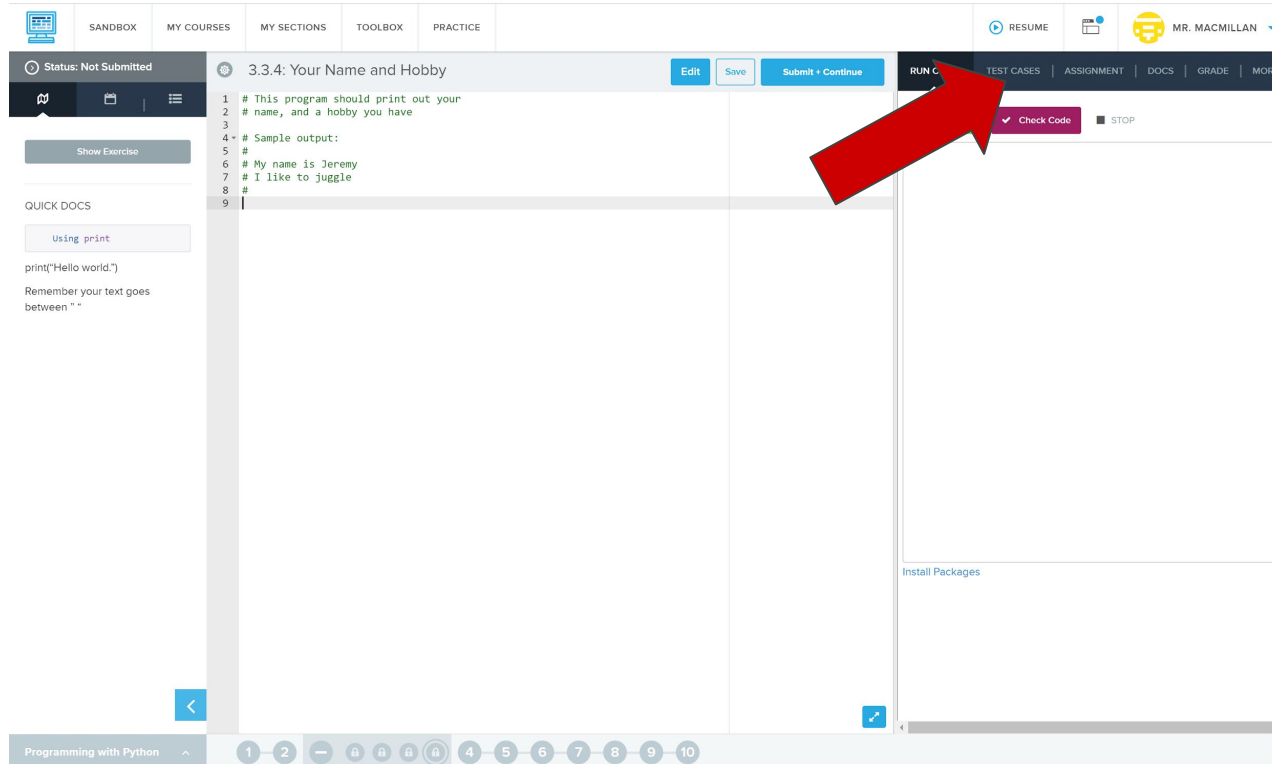 SANDBOX MY COURSES MY SECTIONS TOOLBOX PRACTICE RESUME MR. MACMILLAN
Status: Not Submitted
3.3.4: Your Name and Hobby
Edit Save Submit + Continue
RUN TEST CASES | ASSIGNMENT | DOCS | GRADE | MOR
Check Code STOP
Show Exercise
QUICK DOCS
Using print
print("Hello world.")
Remember your text goes
between " “
1 # This program should print out your
2 # name, and a hobby you have
3
4 # Sample output:
5 #
6 # My name is Jeremy
7 # I like to juggle
8 #
9
Install Packages
Programming with Python 1 2 4 5 6 7 8 9 10